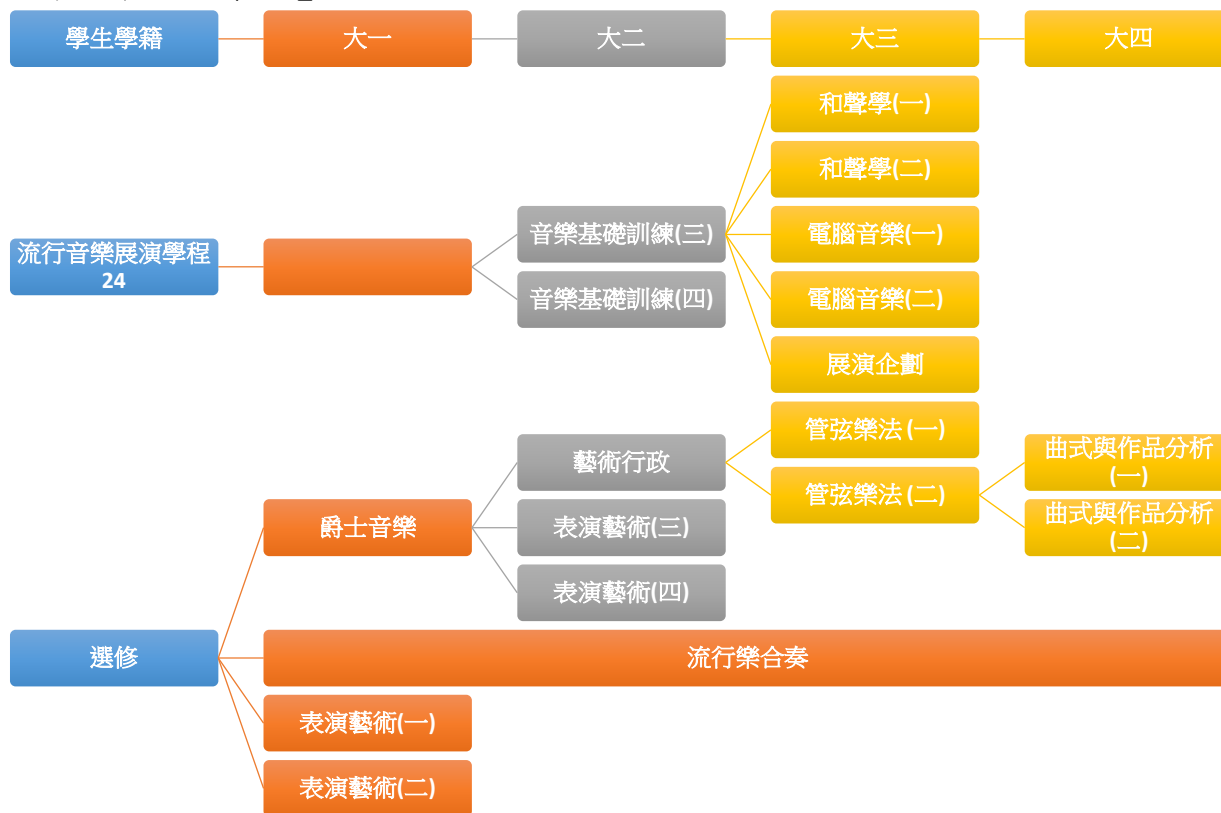 學生學籍
大一
大二
大三
大四
和聲學(一)
和聲學(二)
流行音樂展演學程
24
音樂基礎訓練(三)
電腦音樂(一)
音樂基礎訓練(四)
電腦音樂(二)
展演企劃
管弦樂法 (一)
藝術行政
曲式與作品分析
(一)
管弦樂法 (二)
爵士音樂
表演藝術(三)
曲式與作品分析
(二)
表演藝術(四)
選修
流行樂合奏
表演藝術(一)
表演藝術(二)